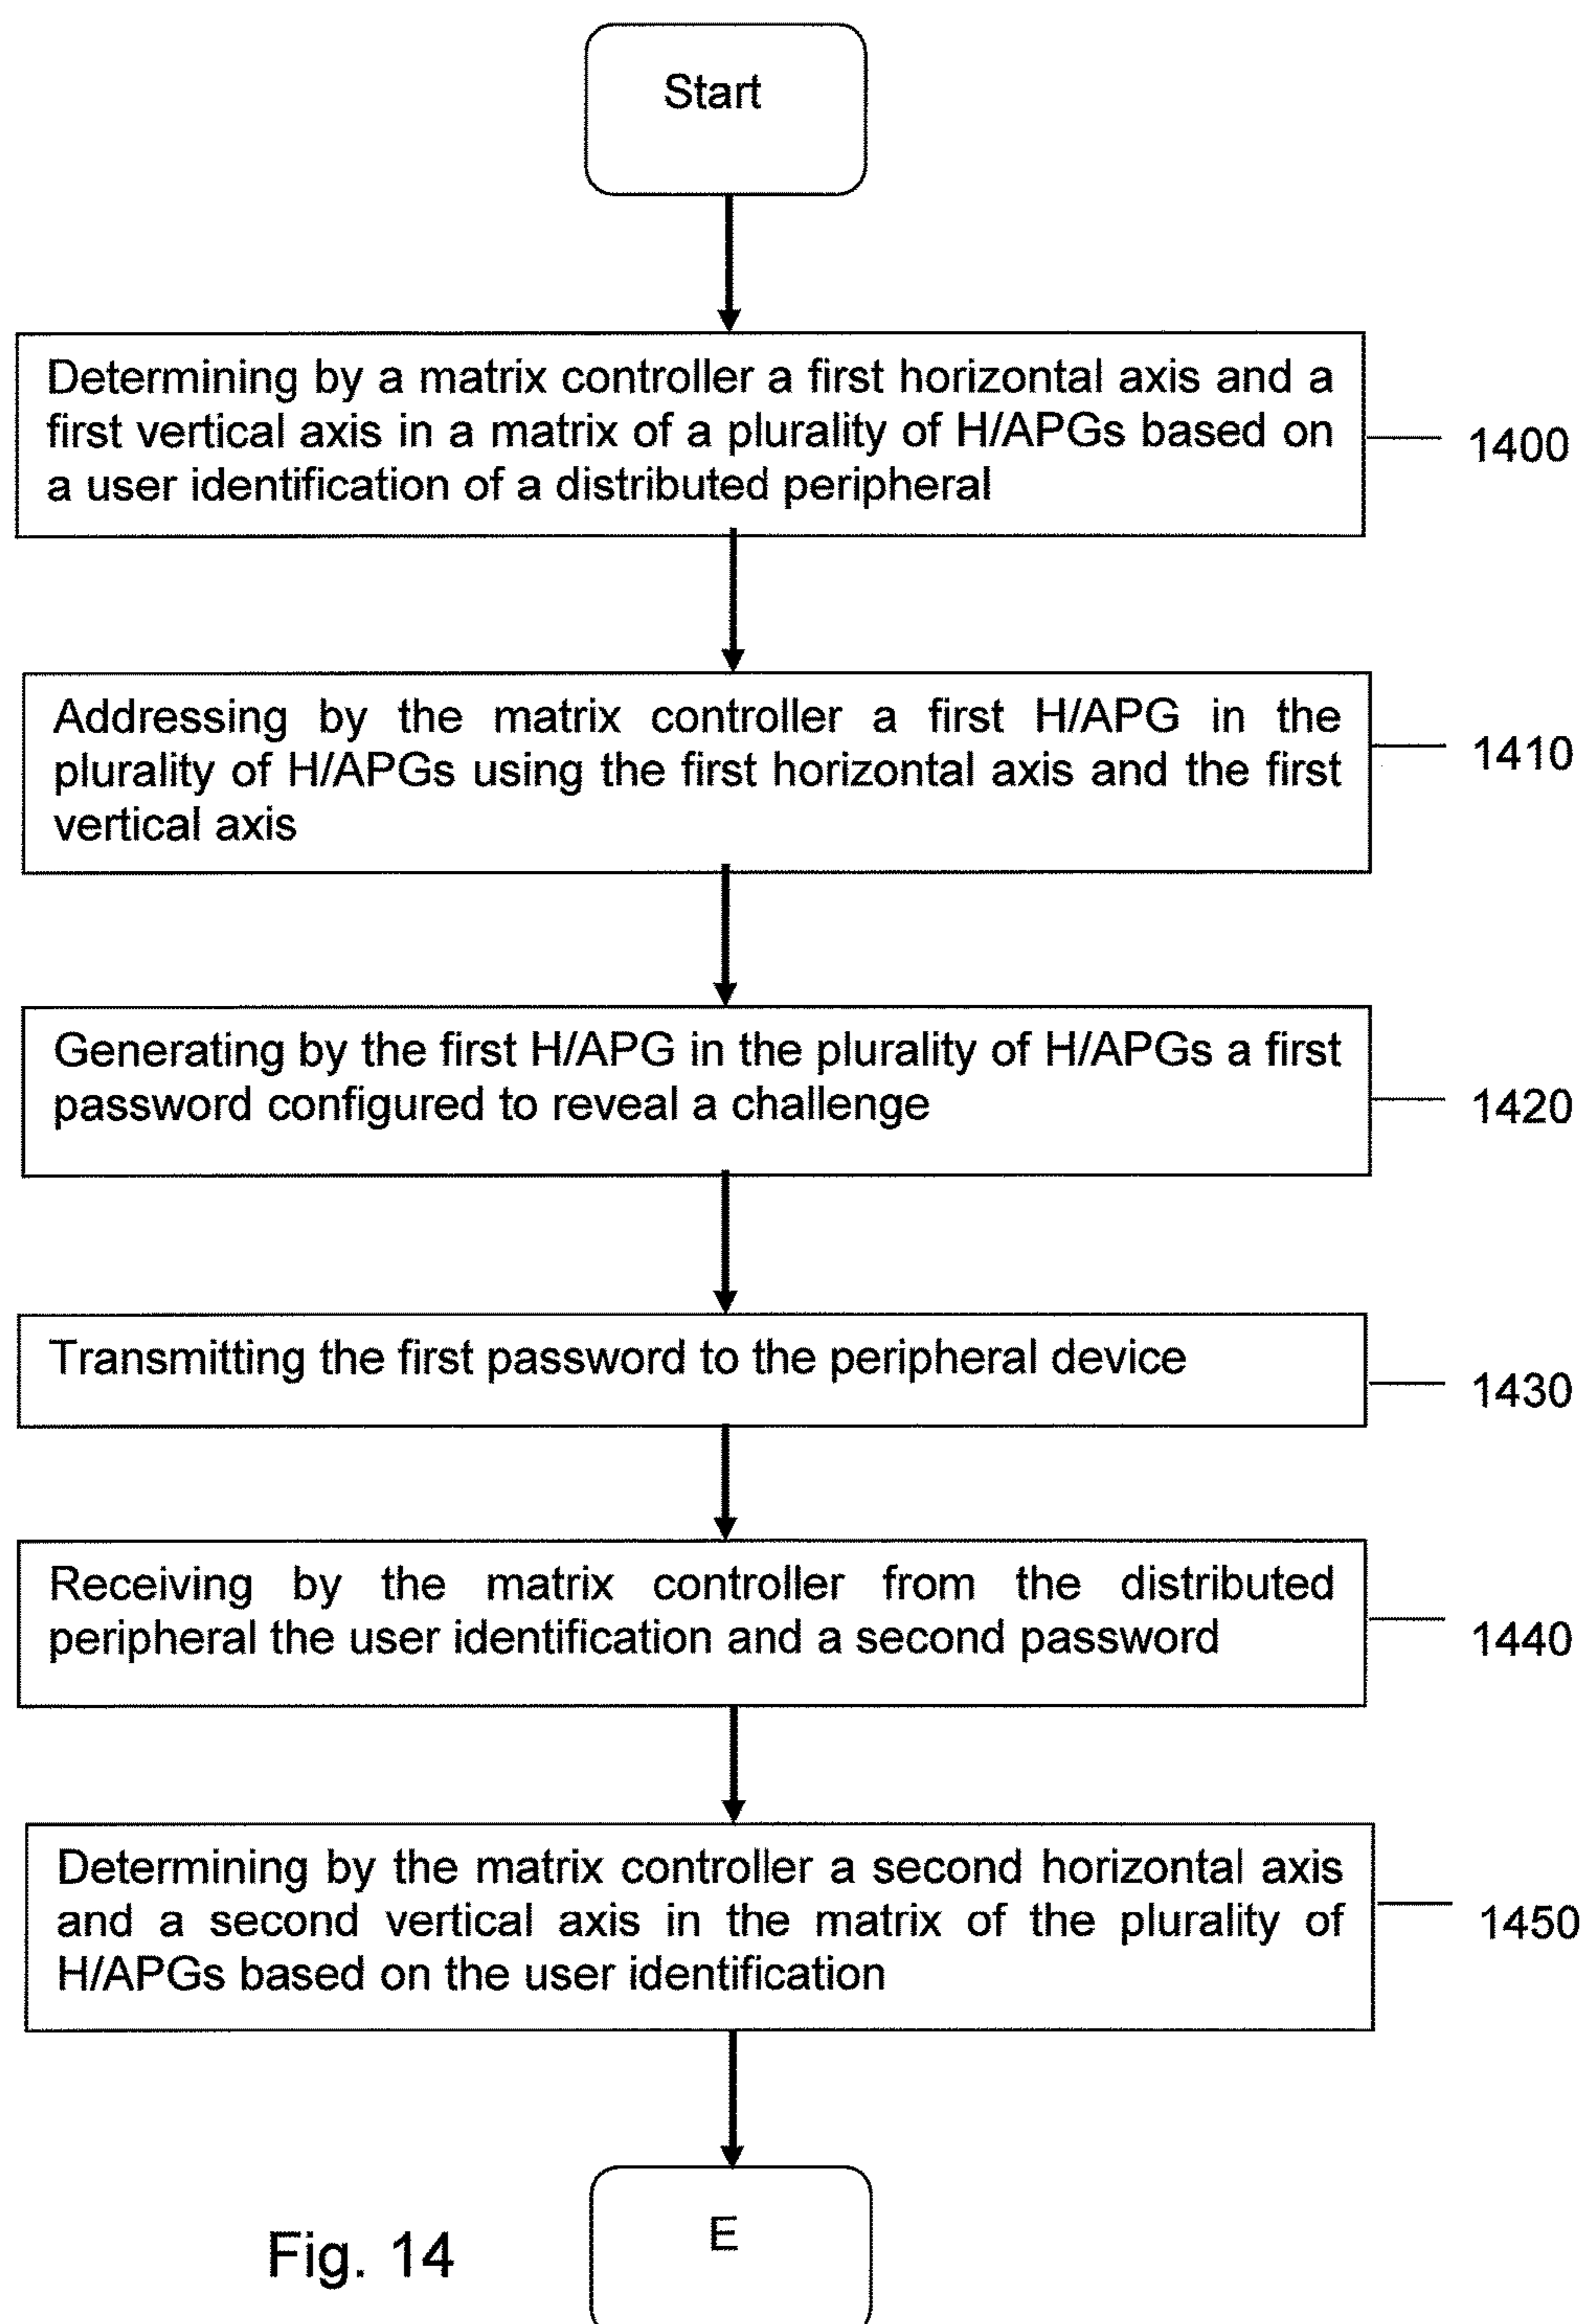 Start
Determining by a matrix controller a first horizontal axis and a
first vertical axis in a matrix of a plurality of H/APGs based on
a user identification of a distributed peripheral
1400
Addressing by the matrix controller a first H/APG in the
plurality of H/APGs using the first horizontal axis and the first
vertical axis
1410
Generating by the first H/APG in the plurality of H/APGs a first
password configured to reveal a challenge
1420
Transmitting the first password to the peripheral device
1430
Receiving by the matrix controller from the distributed
peripheral the user identification and a second password
1440
Determining by the matrix controller a second horizontal axis
and a second vertical axis in the matrix of the plurality of
H/APGs based on the user identification
1450
E
Fig. 14